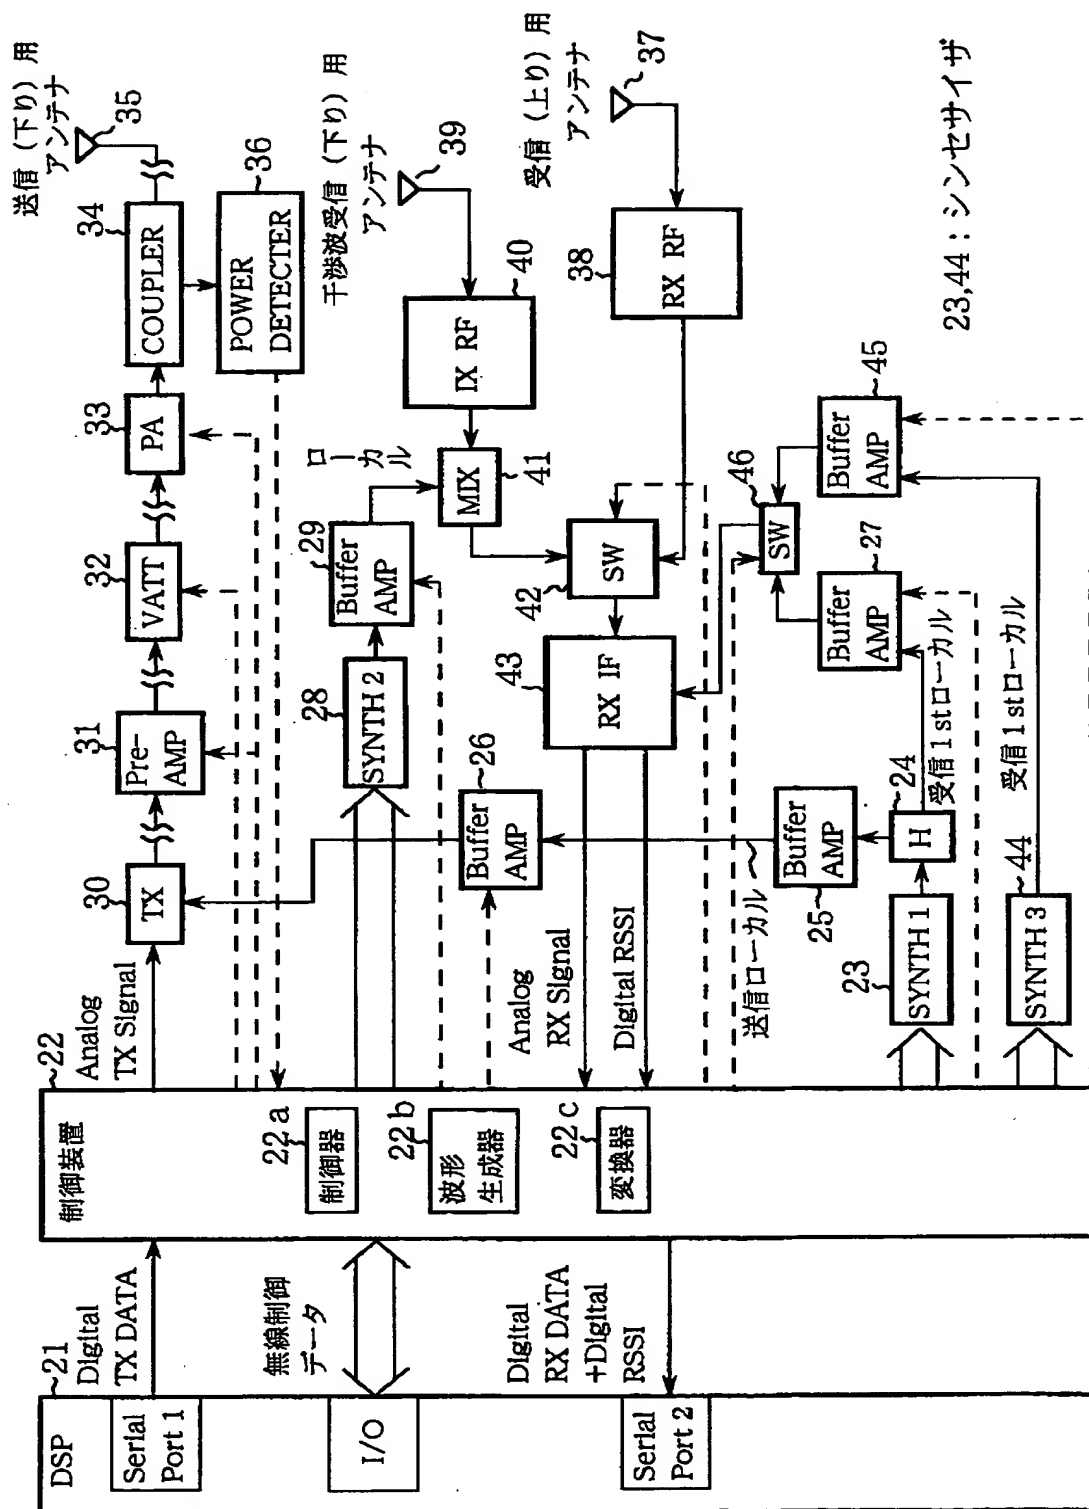 DSP
21
Serial
Port 1
I/O
Serial
Port 2
Digital
TX DATA
無線制御
データ
Digital
RX DATA
+Digital
RSSI
制御装置
22
22a
制御器
22b
波形
生成器
22c
変換器
Analog
TX Signal
30
TX
31
Pre-
AMP
32
VATT
33
PA
34
COUPLER
送信(下り)用
アンテナ
35
36
POWER
DETECTER
28
SYNTH 2
29
Buffer
AMP
ローカル
干渉波受信(下り)用
アンテナ
39
40
IX RF
MIX
41
26
Buffer
AMP
Analog
RX Signal
Digital RSSI
43
RX IF
42
SW
38
RX RF
受信(上り)用
アンテナ
37
送信ローカル
25
Buffer
AMP
23
SYNTH 1
24
H
受信1stローカル
27
Buffer
AMP
46
SW
45
Buffer
AMP
44
SYNTH 3
受信1stローカル
23,44:シンセサイザ